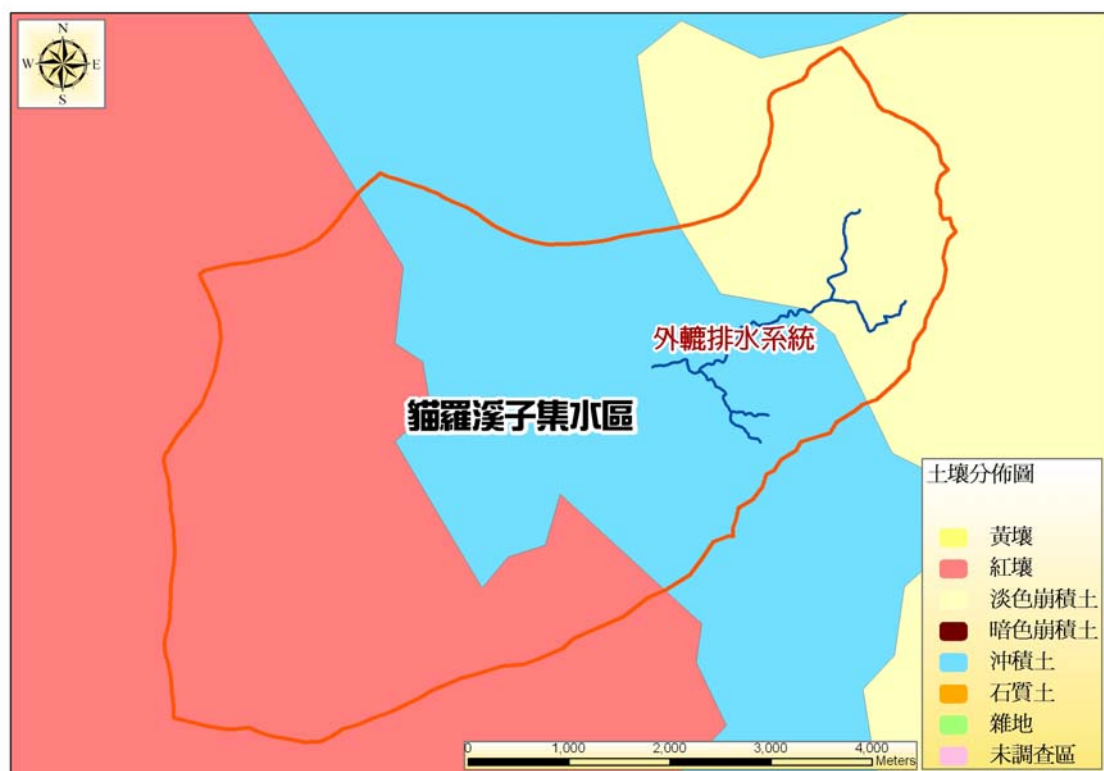 N
W E
S
外轆排水系統
貓羅溪子集水區
土壤分佈圖
黃壤
紅壤
淡色崩積土
暗色崩積土
沖積土
石質土
雜地
未調查區
0 1,000 2,000 3,000 4,000
Meters